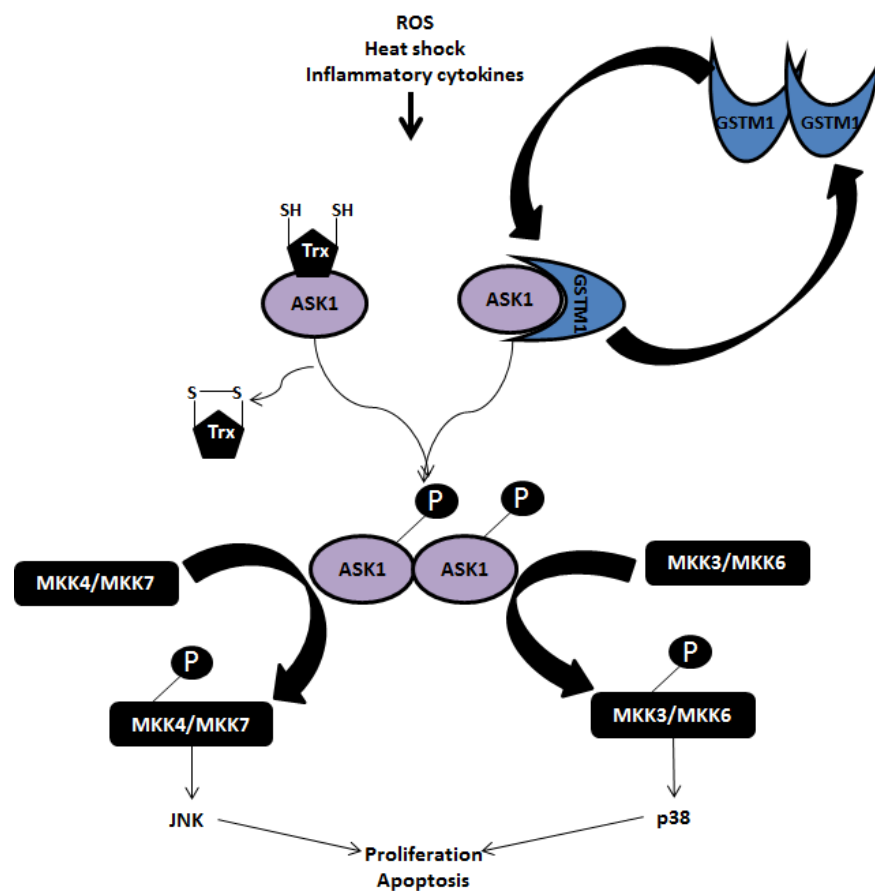 ROS
Heat shock
Inflammatory cytokines
GSTM1
GSTM1
SH
SH
Trx
ASK1
ASK1
GSTM1
S
S
Trx
P
P
ASK1
ASK1
MKK4/MKK7
MKK3/MKK6
P
P
MKK4/MKK7
MKK3/MKK6
JNK
p38
Proliferation
Apoptosis